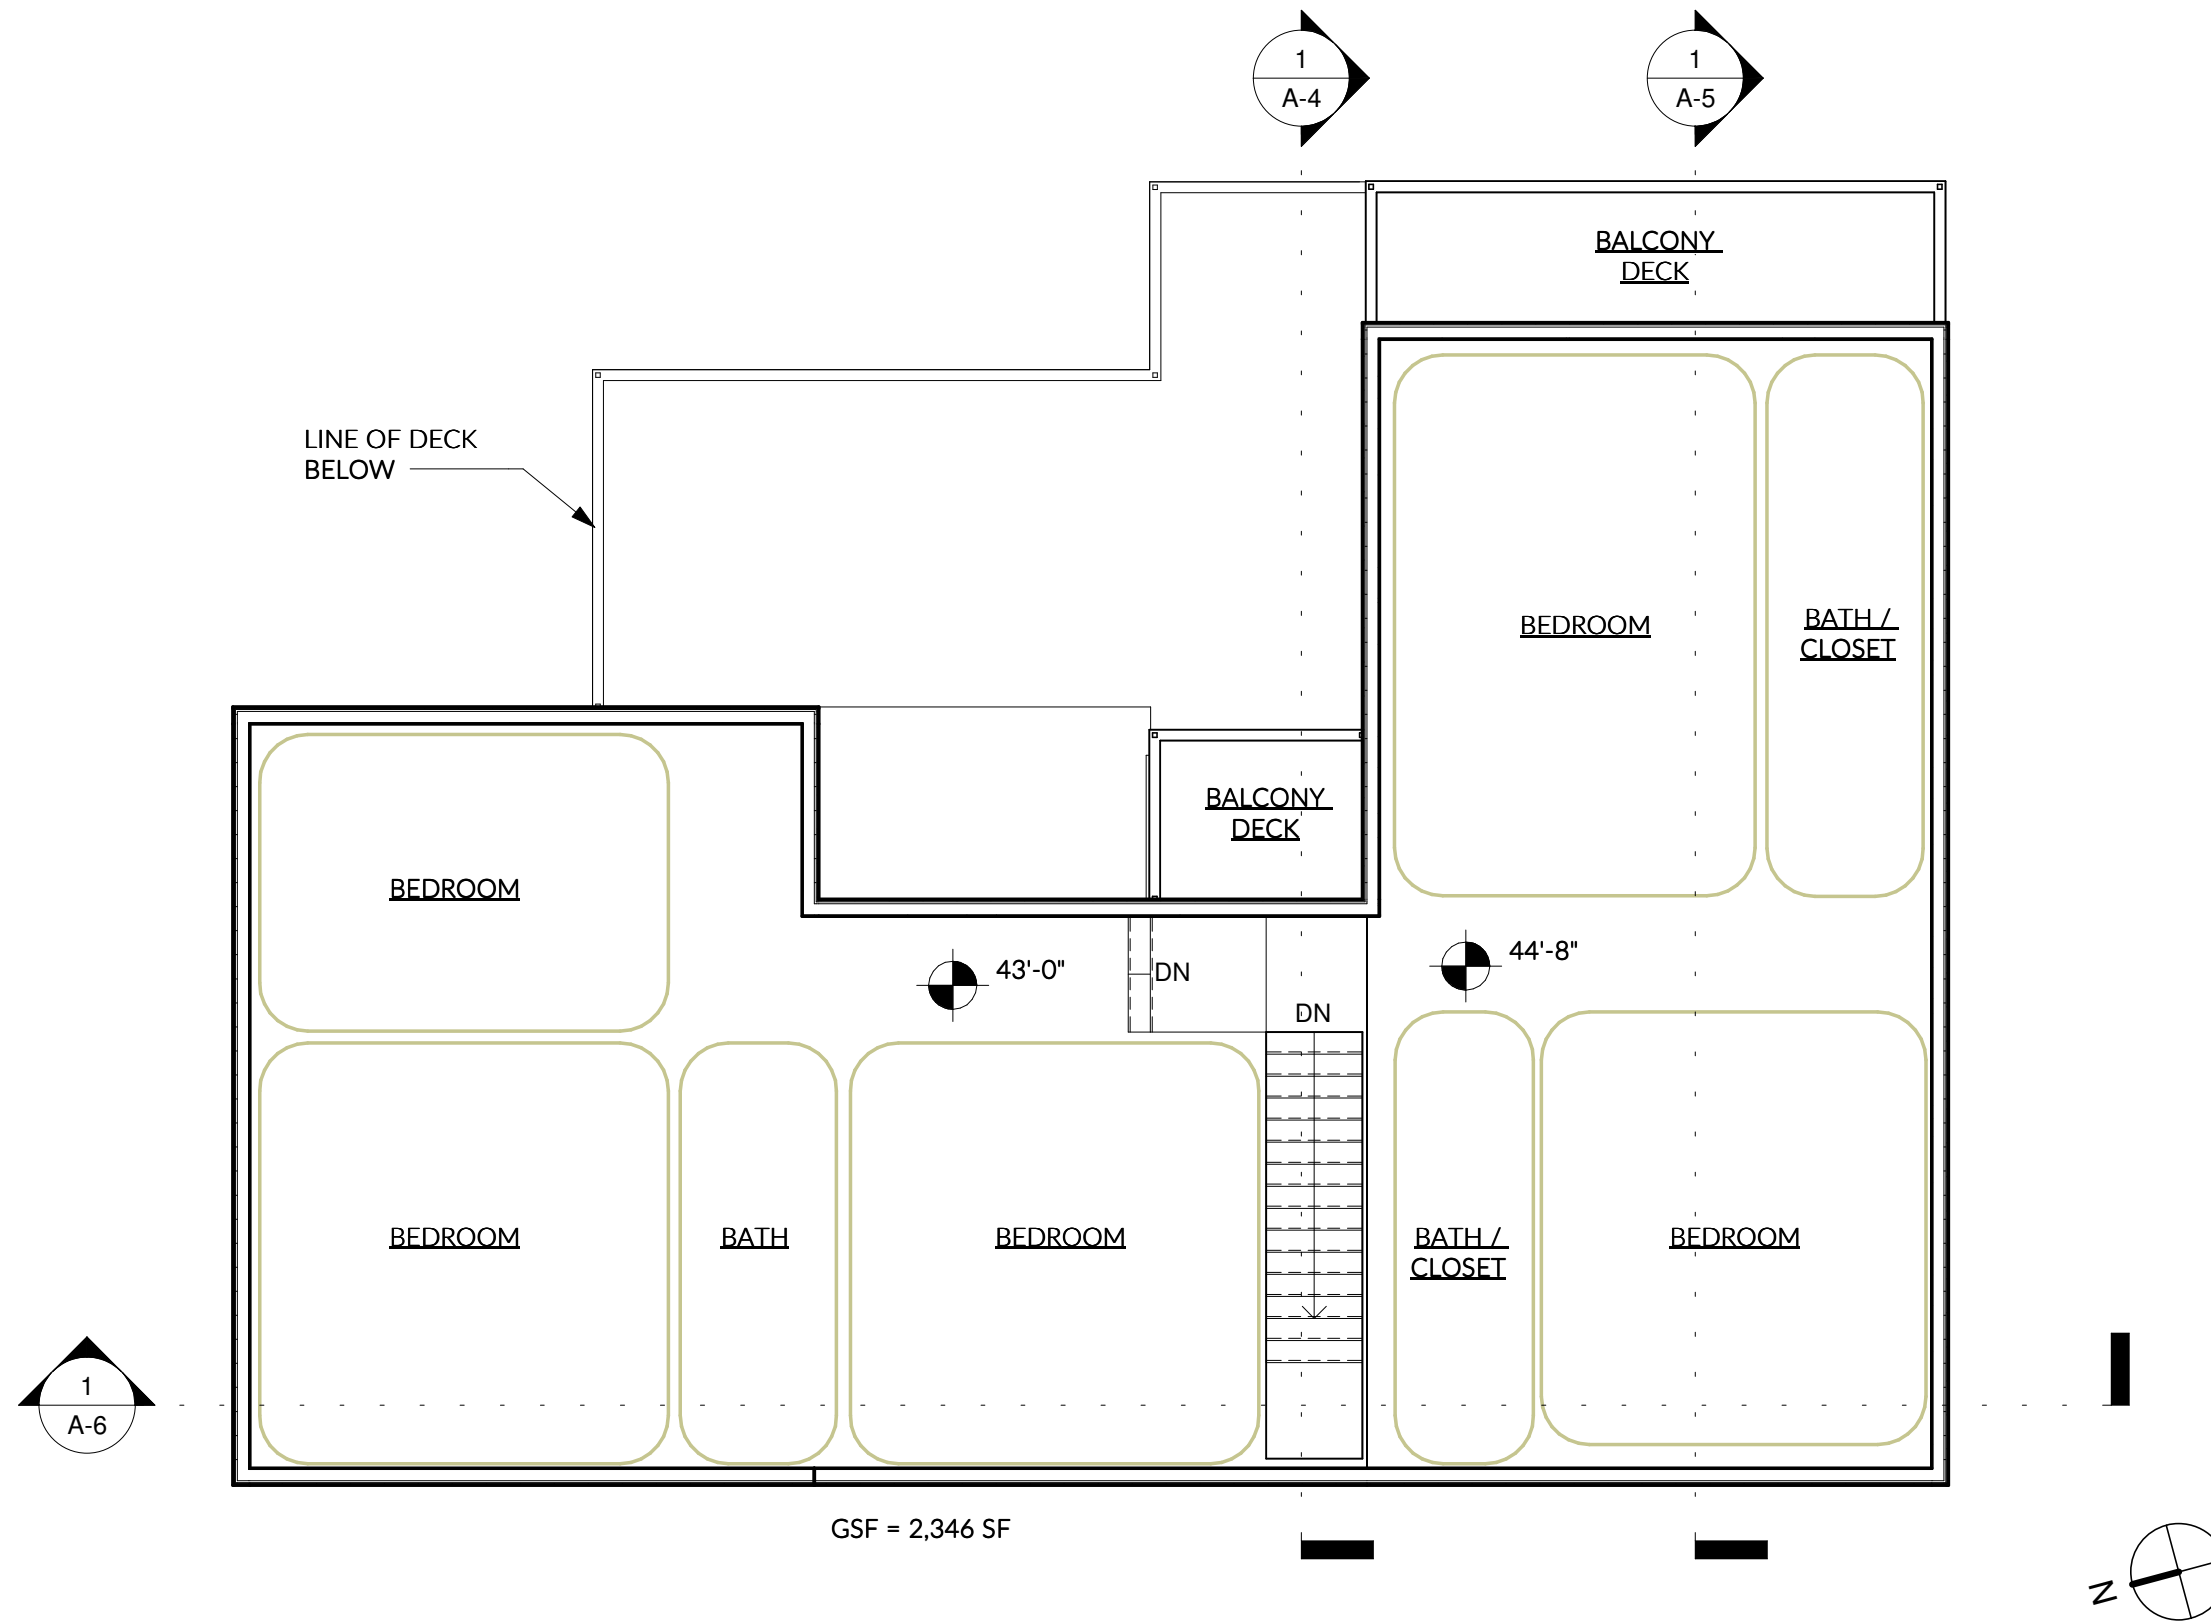 1
A-4
1
A-5
BALCONY
DECK
LINE OF DECK
BELOW
BEDROOM
BATH /
CLOSET
BALCONY
DECK
BEDROOM
43'-0"
DN
44'-8"
DN
BEDROOM
BATH
BEDROOM
BATH /
CLOSET
BEDROOM
1
A-6
GSF = 2,346 SF
N